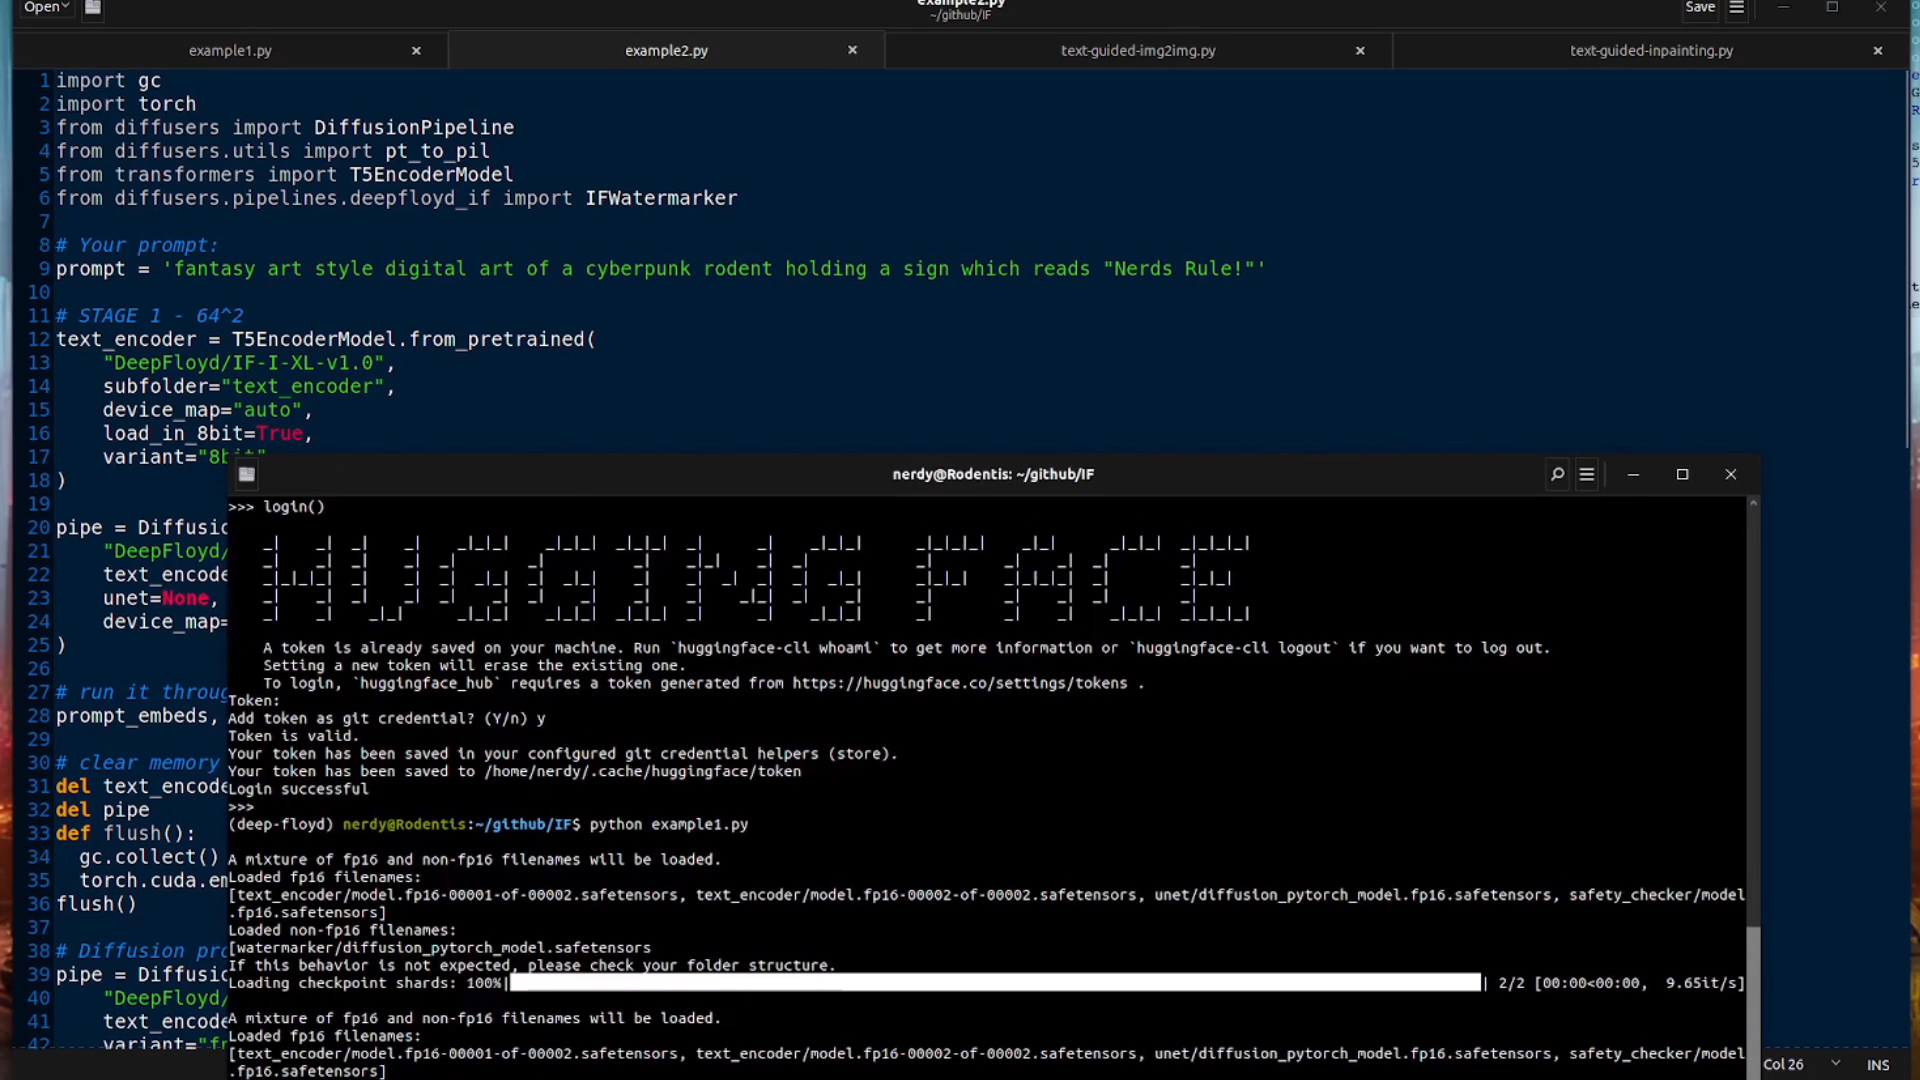 Open
example2.py
~/github/IF
Save
example1.py
example2.py
text-guided-img2img.py
text-guided-inpainting.py
1 import gc
2 import torch
3 from diffusers import DiffusionPipeline
4 from diffusers.utils import pt_to_pil
5 from transformers import T5EncoderModel
6 from diffusers.pipelines.deepfloyd_if import IFWatermarker
7
8 # Your prompt:
9 prompt = 'fantasy art style digital art of a cyberpunk rodent holding a sign which reads "Nerds Rule!"'
10
11 # STAGE 1 - 64^2
12 text_encoder = T5EncoderModel.from_pretrained(
13 "DeepFloyd/IF-I-XL-v1.0",
14 subfolder="text_encoder",
15 device_map="auto",
16 load_in_8bit=True,
17 variant="8bit"
18 )
19
20 pipe = Diffusio
21 "DeepFloyd/
22 text_encode
23 unet=None,
24 device_map=
25 )
26
27 # run it throug
28 prompt_embeds,
29
30 # clear memory
31 del text_encode
32 del pipe
33 def flush():
34 gc.collect()
35 torch.cuda.em
36 flush()
37
38 # Diffusion pro
39 pipe = Diffusio
40 "DeepFloyd/
41 text_encode
42 variant="fp
nerdy@Rodentis: ~/github/IF
>>> login()
HUGGING FACE
A token is already saved on your machine. Run `huggingface-cli whoami` to get more information or `huggingface-cli logout` if you want to log out.
Setting a new token will erase the existing one.
To login, `huggingface_hub` requires a token generated from https://huggingface.co/settings/tokens .
Token:
Add token as git credential? (Y/n) y
Token is valid.
Your token has been saved in your configured git credential helpers (store).
Your token has been saved to /home/nerdy/.cache/huggingface/token
Login successful
>>>
(deep-floyd) nerdy@Rodentis:~/github/IF$ python example1.py
A mixture of fp16 and non-fp16 filenames will be loaded.
Loaded fp16 filenames:
[text_encoder/model.fp16-00001-of-00002.safetensors, text_encoder/model.fp16-00002-of-00002.safetensors, unet/diffusion_pytorch_model.fp16.safetensors, safety_checker/model
.fp16.safetensors]
Loaded non-fp16 filenames:
[watermarker/diffusion_pytorch_model.safetensors
If this behavior is not expected, please check your folder structure.
Loading checkpoint shards: 100%| | 2/2 [00:00<00:00, 9.65it/s]
A mixture of fp16 and non-fp16 filenames will be loaded.
Loaded fp16 filenames:
[text_encoder/model.fp16-00001-of-00002.safetensors, text_encoder/model.fp16-00002-of-00002.safetensors, unet/diffusion_pytorch_model.fp16.safetensors, safety_checker/model
.fp16.safetensors]
Col 26
INS